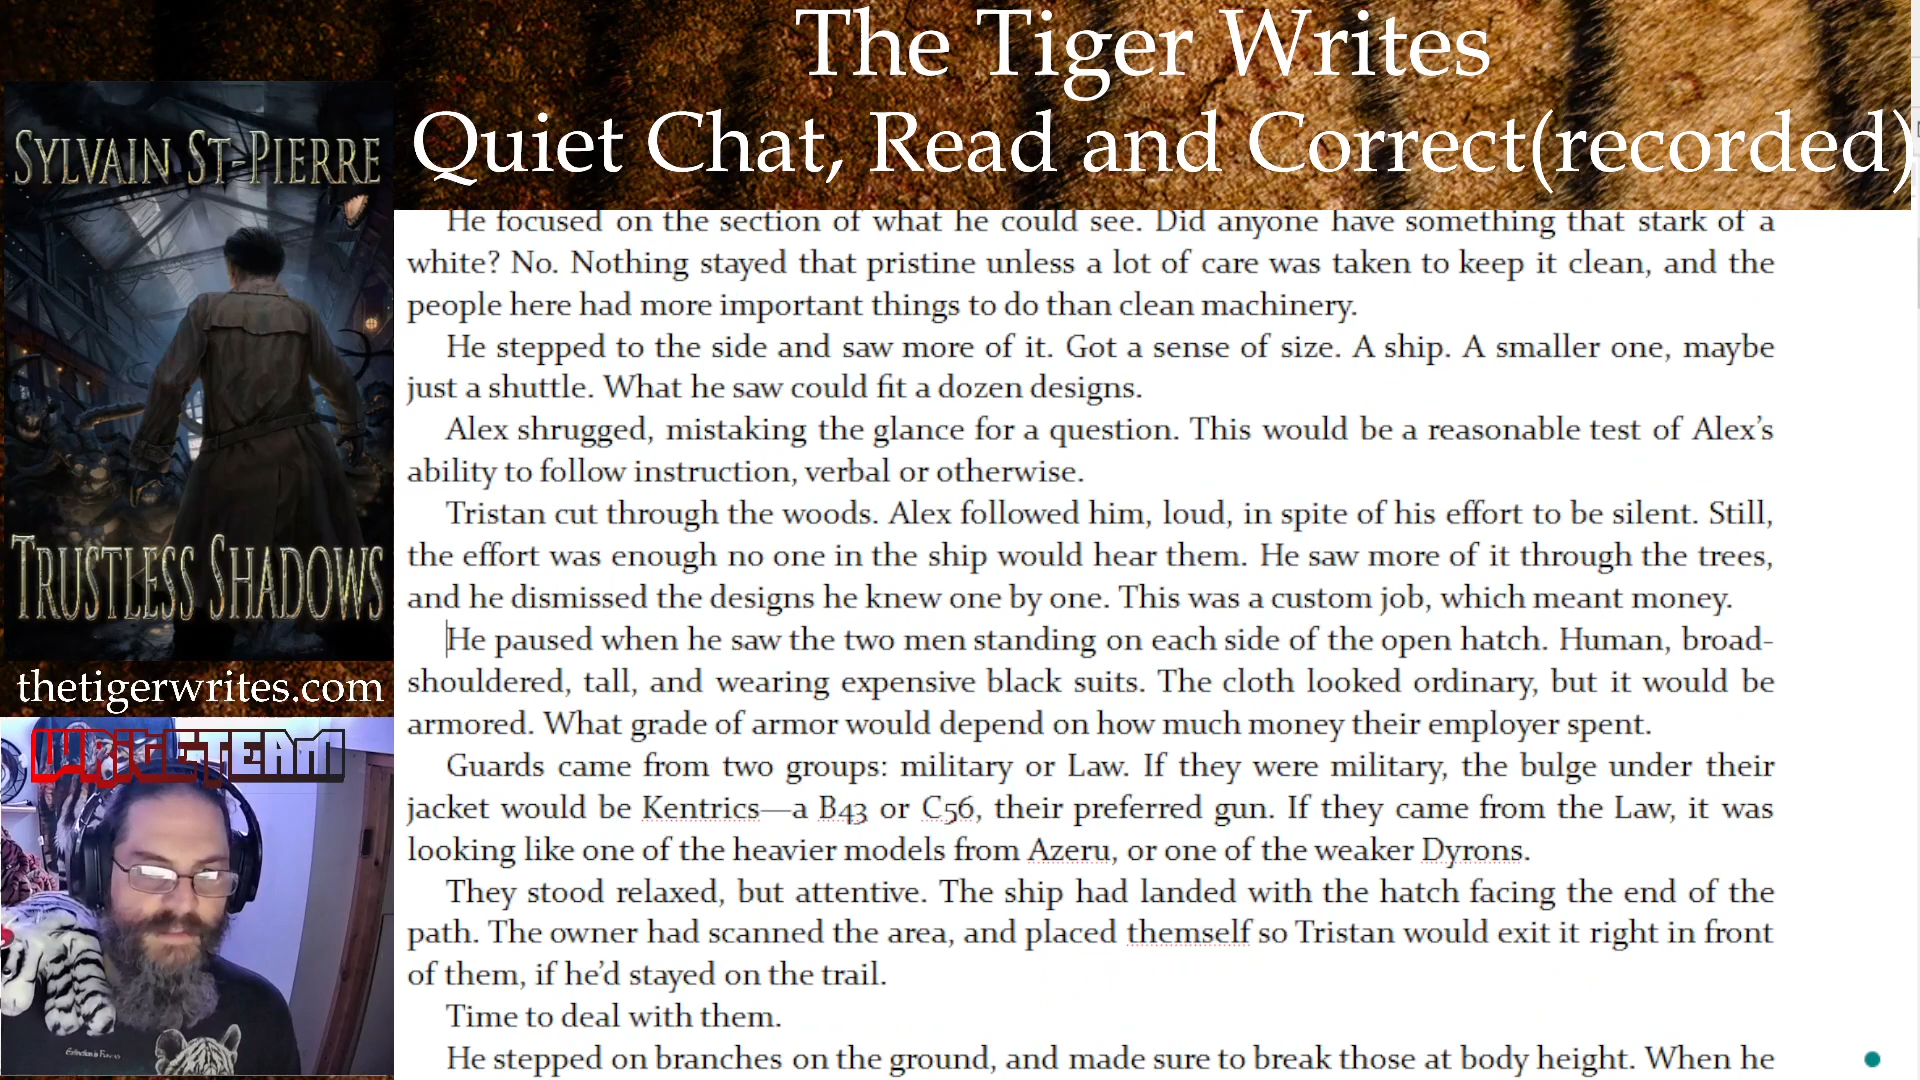 The Tiger Writes
Quiet Chat, Read and Correct(recorded)
SYLVAIN ST-PIERRE
TRUSTLESS SHADOWS
thetigerwrites.com
WRITETEAM
Extinction is Forever
He focused on the section of what he could see. Did anyone have something that stark of a
white? No. Nothing stayed that pristine unless a lot of care was taken to keep it clean, and the
people here had more important things to do than clean machinery.
He stepped to the side and saw more of it. Got a sense of size. A ship. A smaller one, maybe
just a shuttle. What he saw could fit a dozen designs.
Alex shrugged, mistaking the glance for a question. This would be a reasonable test of Alex’s
ability to follow instruction, verbal or otherwise.
Tristan cut through the woods. Alex followed him, loud, in spite of his effort to be silent. Still,
the effort was enough no one in the ship would hear them. He saw more of it through the trees,
and he dismissed the designs he knew one by one. This was a custom job, which meant money.
He paused when he saw the two men standing on each side of the open hatch. Human, broad-
shouldered, tall, and wearing expensive black suits. The cloth looked ordinary, but it would be
armored. What grade of armor would depend on how much money their employer spent.
Guards came from two groups: military or Law. If they were military, the bulge under their
jacket would be Kentrics—a B43 or C56, their preferred gun. If they came from the Law, it was
looking like one of the heavier models from Azeru, or one of the weaker Dyrons.
They stood relaxed, but attentive. The ship had landed with the hatch facing the end of the
path. The owner had scanned the area, and placed themself so Tristan would exit it right in front
of them, if he’d stayed on the trail.
Time to deal with them.
He stepped on branches on the ground, and made sure to break those at body height. When he